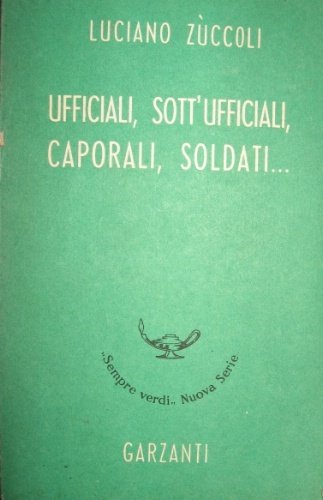 LUCIANO ZÙCCOLI
UFFICIALI, SOTT'UFFICIALI,
CAPORALI, SOLDATI...
„Sempre verdi„ Nuova Serie
GARZANTI